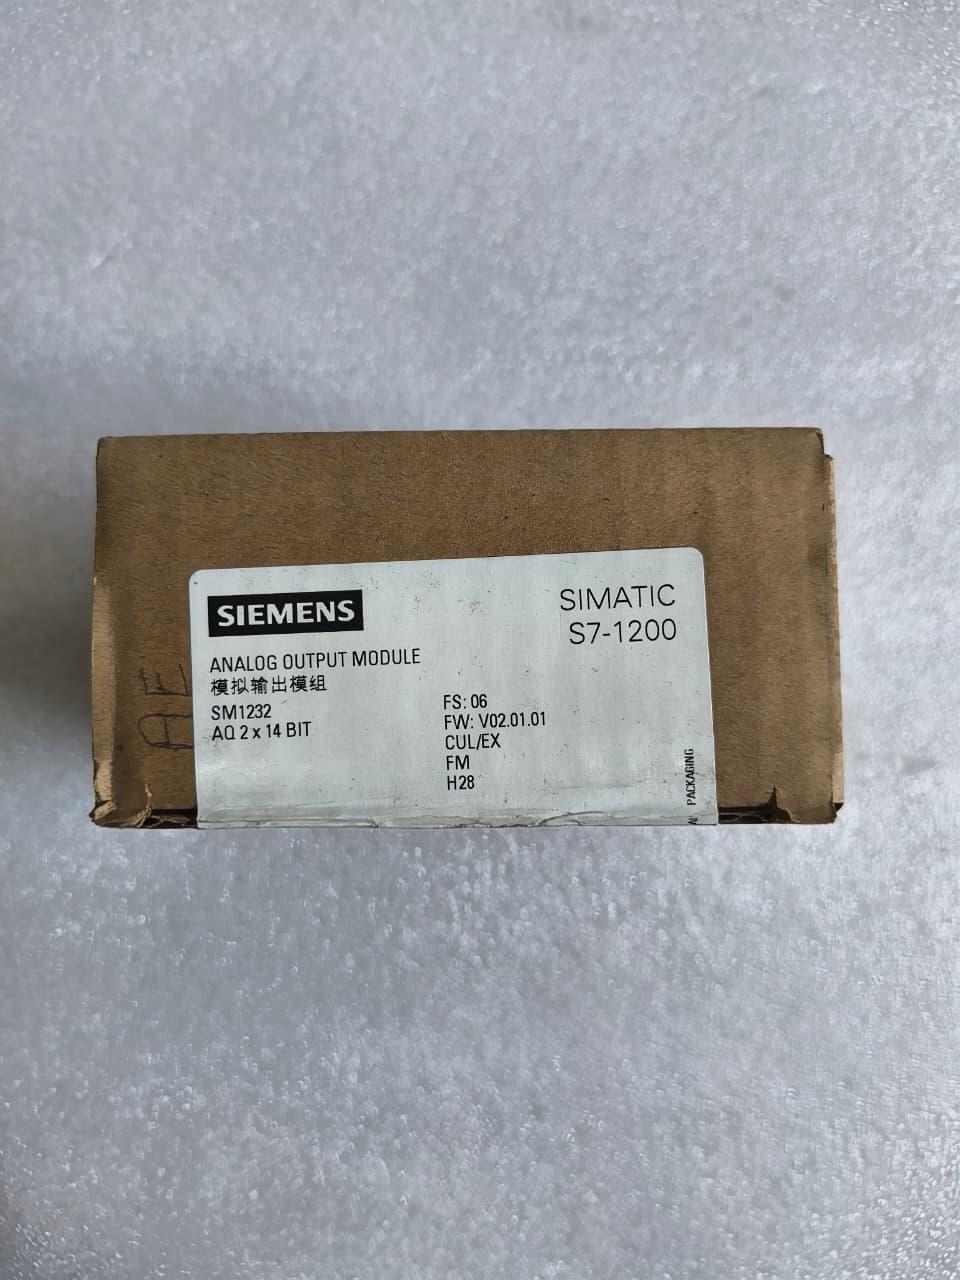 SIEMENS
SIMATIC
S7-1200
ANALOG OUTPUT MODULE
模拟输出模组
SM1232
AQ 2 x 14 BIT
FS: 06
FW: V02.01.01
CUL/EX
FM
H28
PACKAGING
AE